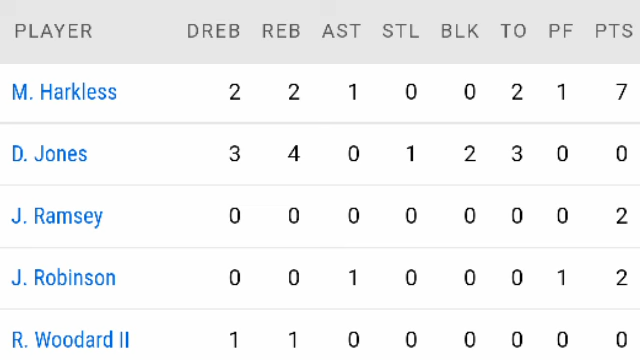 PLAYER DREB REB AST STL BLK TO PF PTS
M. Harkless 2 2 1 0 0 2 1 7
D. Jones 3 4 0 1 2 3 0 0
J. Ramsey 0 0 0 0 0 0 0 2
J. Robinson 0 0 1 0 0 0 1 2
R. Woodard II 1 1 0 0 0 0 0 0